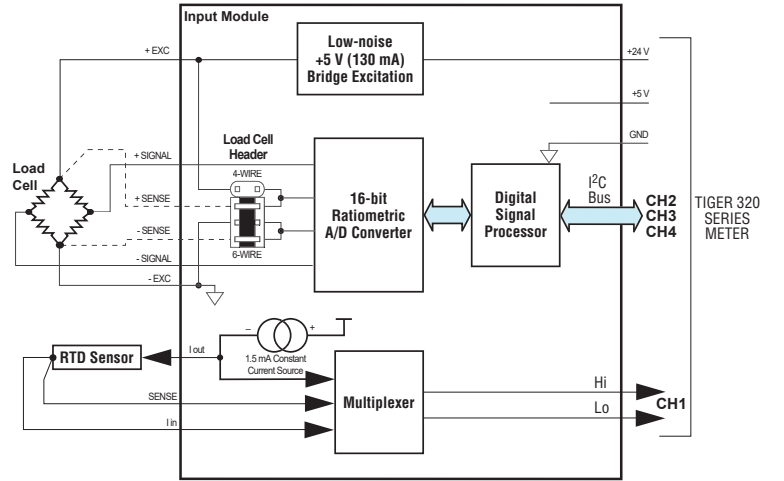 Input Module
Low-noise
+5 V (130 mA)
Bridge Excitation
+ EXC
+24 V
+5 V
GND
Load
Cell
+ SIGNAL
+ SENSE
- SENSE
- SIGNAL
- EXC
Load Cell
Header
4-WIRE
6-WIRE
16-bit
Ratiometric
A/D Converter
Digital
Signal
Processor
I²C
Bus
CH2
CH3
CH4
TIGER 320
SERIES
METER
RTD Sensor
I out
– +
1.5 mA Constant
Current Source
SENSE
I in
Multiplexer
Hi
Lo
CH1